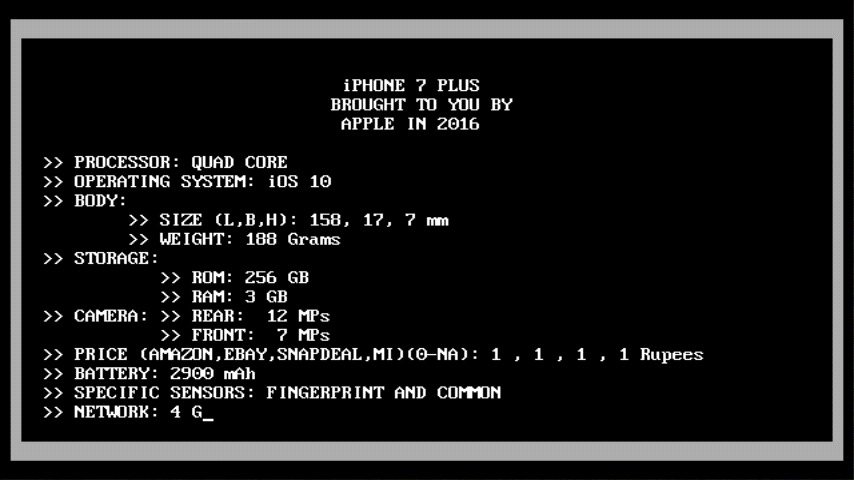 iPHONE 7 PLUS
BROUGHT TO YOU BY
APPLE IN 2016
>> PROCESSOR: QUAD CORE
>> OPERATING SYSTEM: iOS 10
>> BODY:
>> SIZE (L,B,H): 158, 17, 7 mm
>> WEIGHT: 188 Grams
>> STORAGE:
>> ROM: 256 GB
>> RAM: 3 GB
>> CAMERA: >> REAR: 12 MPs
>> FRONT: 7 MPs
>> PRICE (AMAZON,EBAY,SNAPDEAL,MI)(0-NA): 1 , 1 , 1 , 1 Rupees
>> BATTERY: 2900 mAh
>> SPECIFIC SENSORS: FINGERPRINT AND COMMON
>> NETWORK: 4 G_